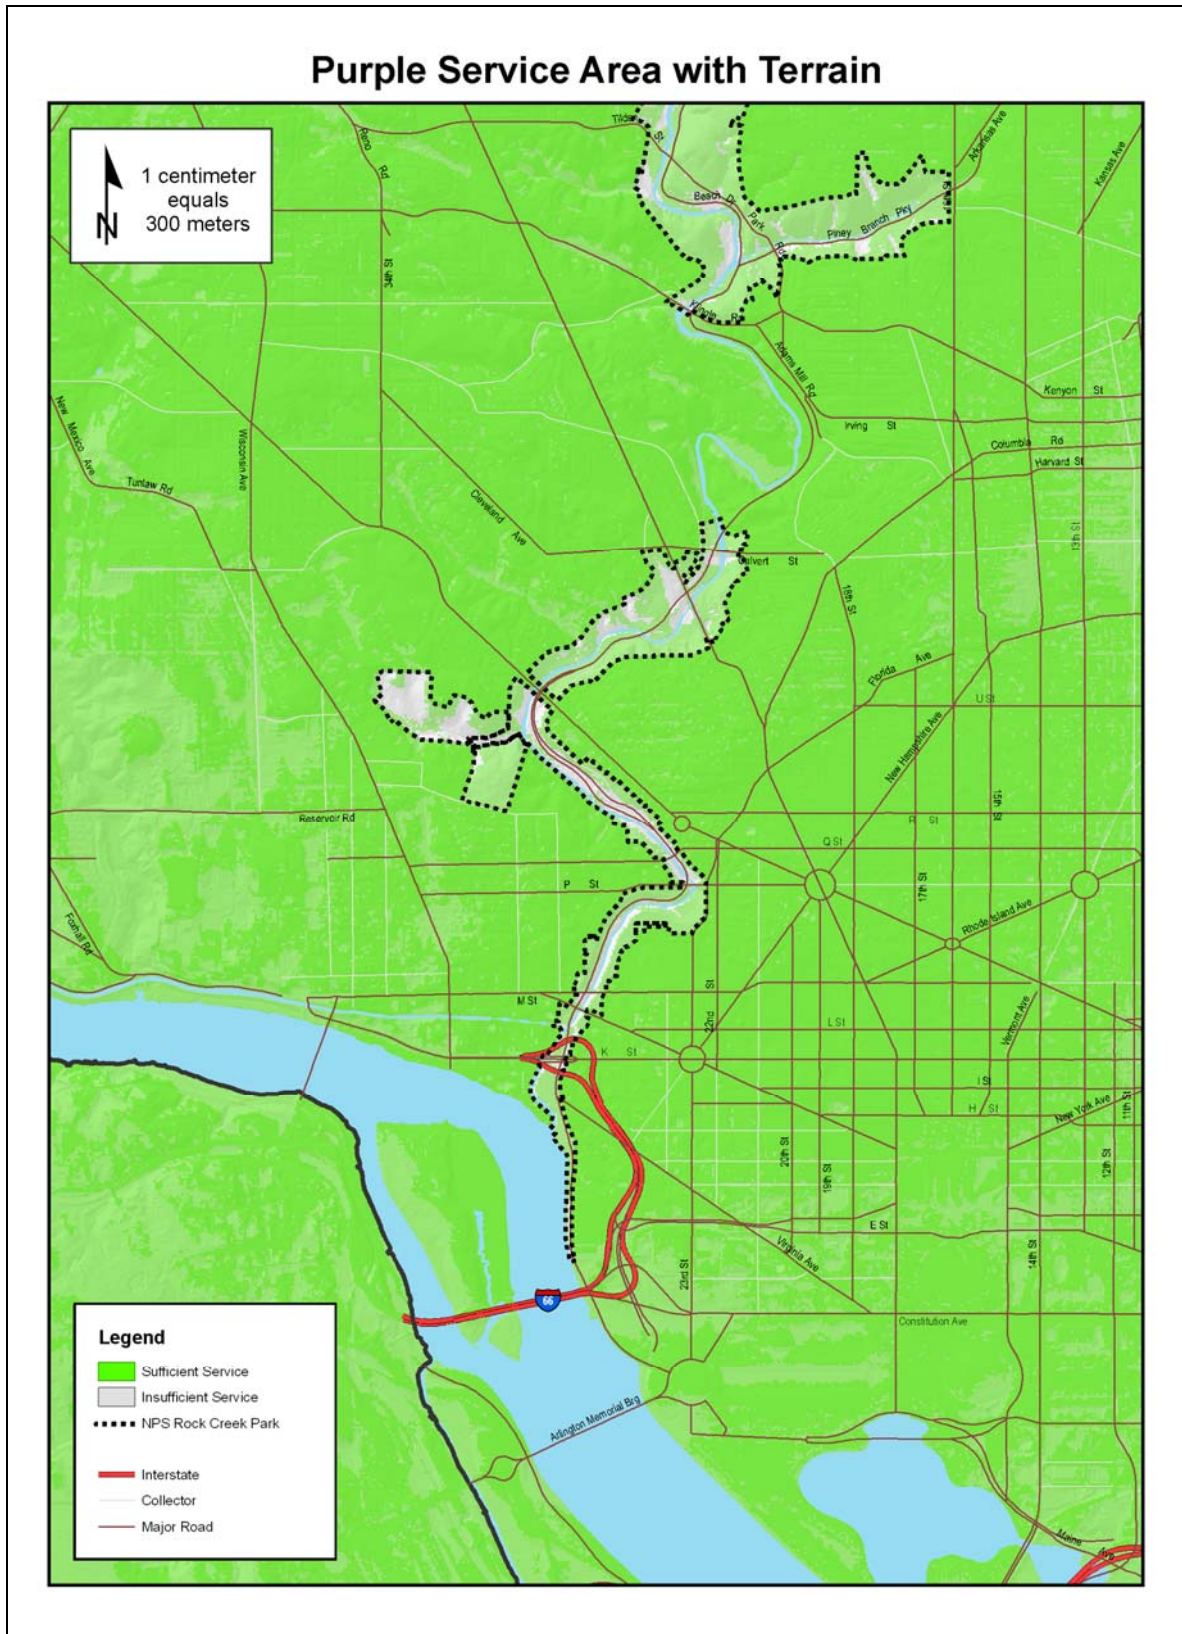 Purple Service Area with Terrain
1 centimeter
equals
300 meters
N
Reno Rd
Tilden St
Arkansas Ave
Kansas Ave
Beach Dr
Park Rd
Piney Branch Pky
34th St
Klingle Rd
Adams Mill Rd
Kenyon St
Irving St
Columbia Rd
Harvard St
New Mexico Ave
Wisconsin Ave
Tunlaw Rd
Cleveland Ave
13th St
Calvert St
18th St
Florida Ave
U St
New Hampshire Ave
15th St
Reservoir Rd
R St
Q St
P St
17th St
Rhode Island Ave
Foxhall Rd
M St
22nd St
L St
Vermont Ave
K St
I St
H St
New York Ave
11th St
20th St
19th St
12th St
E St
Virginia Ave
23rd St
14th St
66
Constitution Ave
Arlington Memorial Brg
Maine Ave
Legend
Sufficient Service
Insufficient Service
NPS Rock Creek Park
Interstate
Collector
Major Road